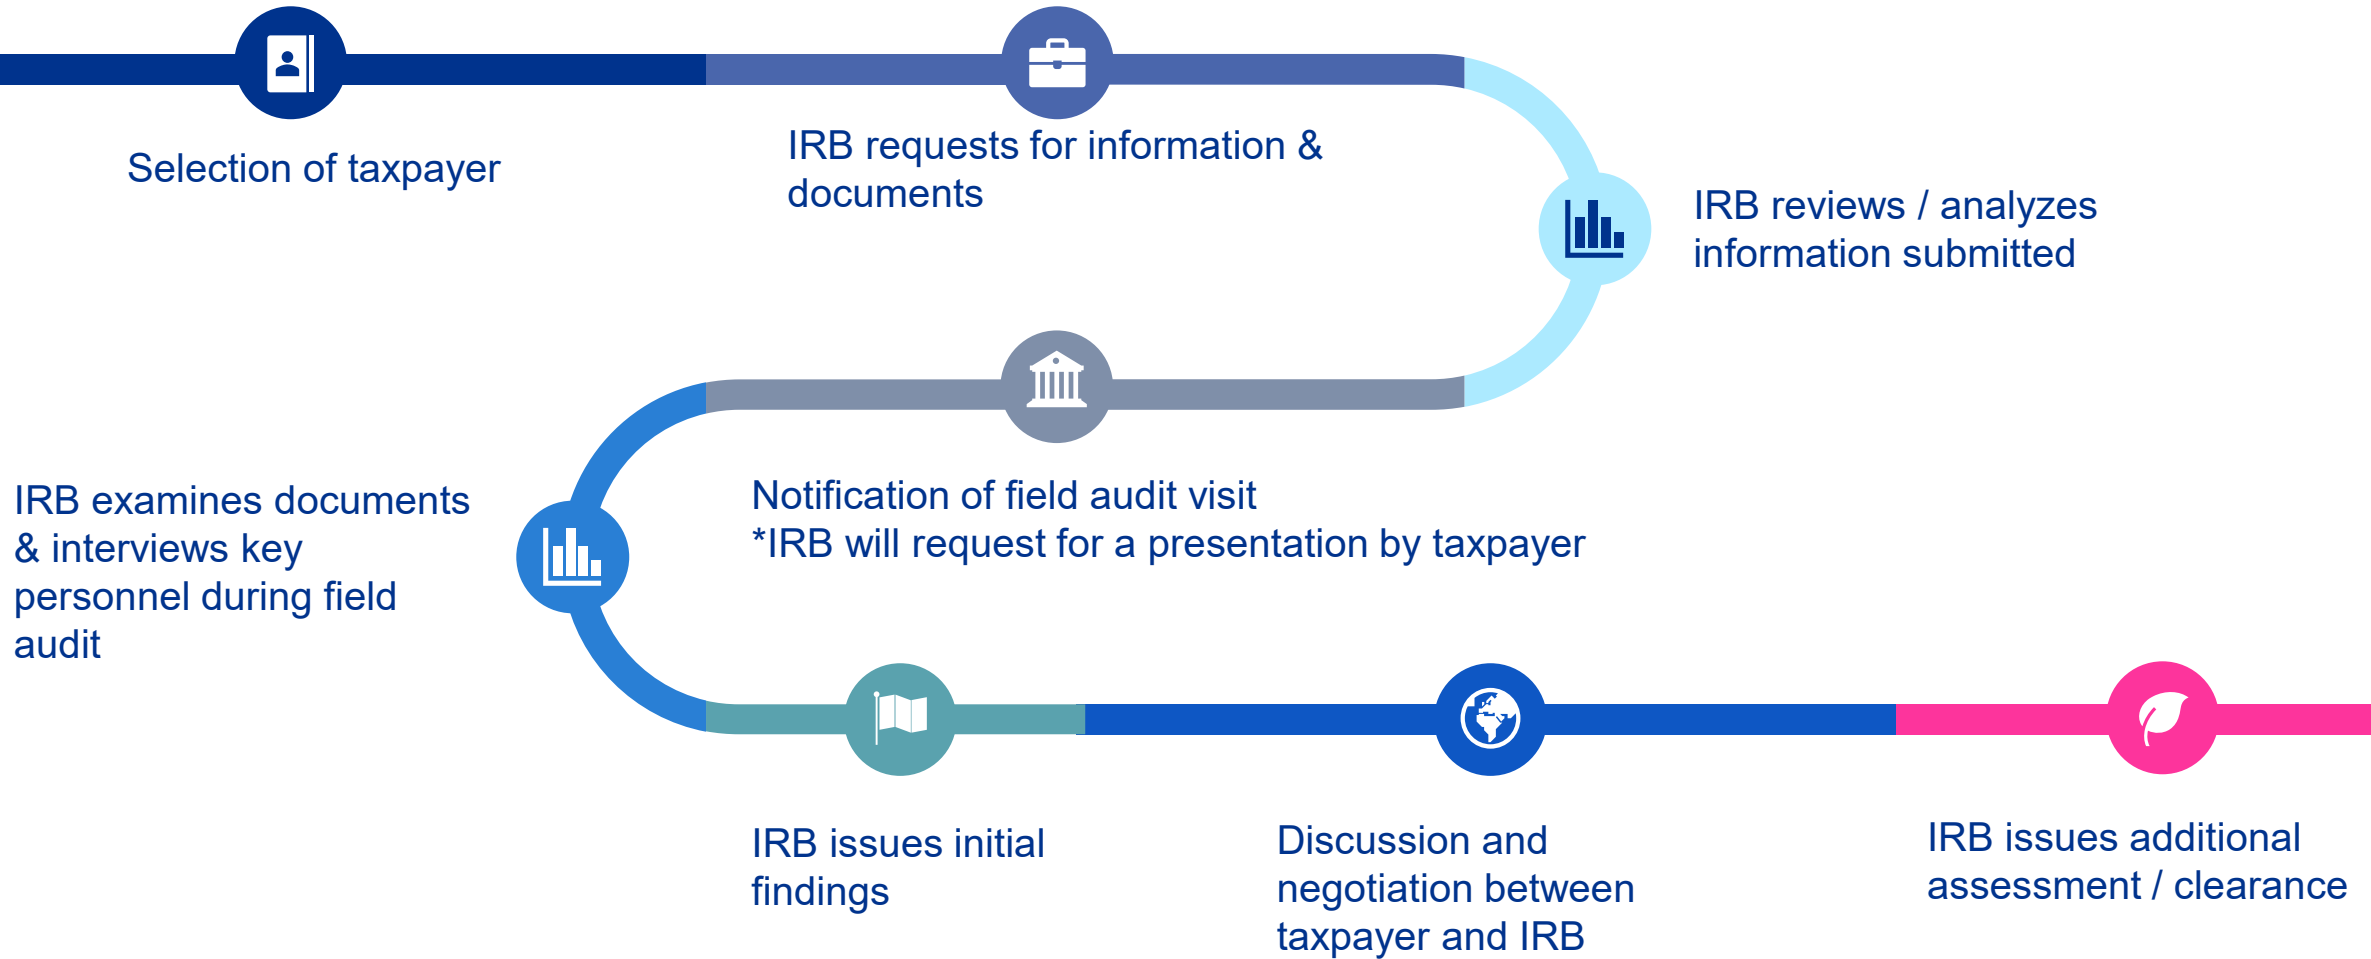 Selection of taxpayer
IRB requests for information &
documents
IRB reviews / analyzes
information submitted
Notification of field audit visit
*IRB will request for a presentation by taxpayer
IRB examines documents
& interviews key
personnel during field
audit
IRB issues initial
findings
Discussion and
negotiation between
taxpayer and IRB
IRB issues additional
assessment / clearance